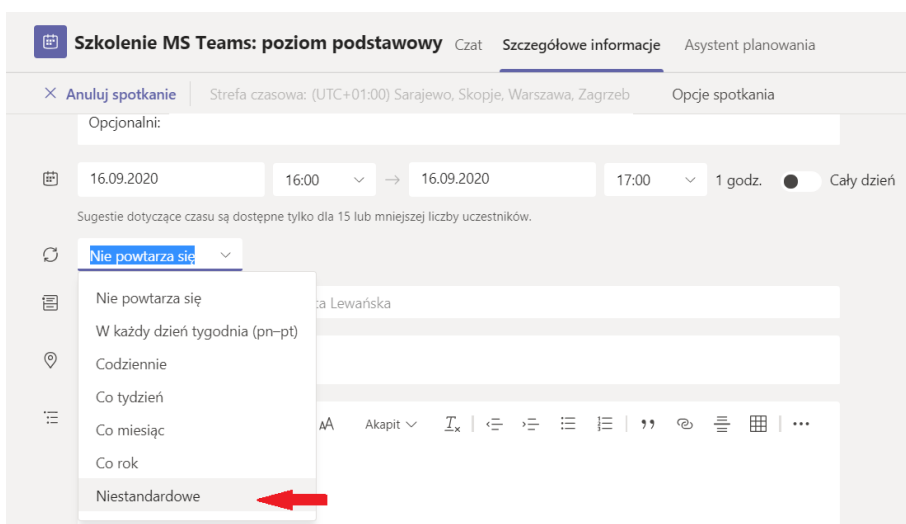 Szkolenie MS Teams: poziom podstawowy Czat Szczegółowe informacje Asystent planowania
Anuluj spotkanie Strefa czasowa: (UTC+01:00) Sarajewo, Skopje, Warszawa, Zagrzeb Opcje spotkania
Opcjonalni:
16.09.2020 16:00 → 16.09.2020 17:00 1 godz. Cały dzień
Sugestie dotyczące czasu są dostępne tylko dla 15 lub mniejszej liczby uczestników.
Nie powtarza się
Nie powtarza się
Lewańska
W każdy dzień tygodnia (pn–pt)
Codziennie
Co tydzień
Akapit
Co miesiąc
Co rok
Niestandardowe